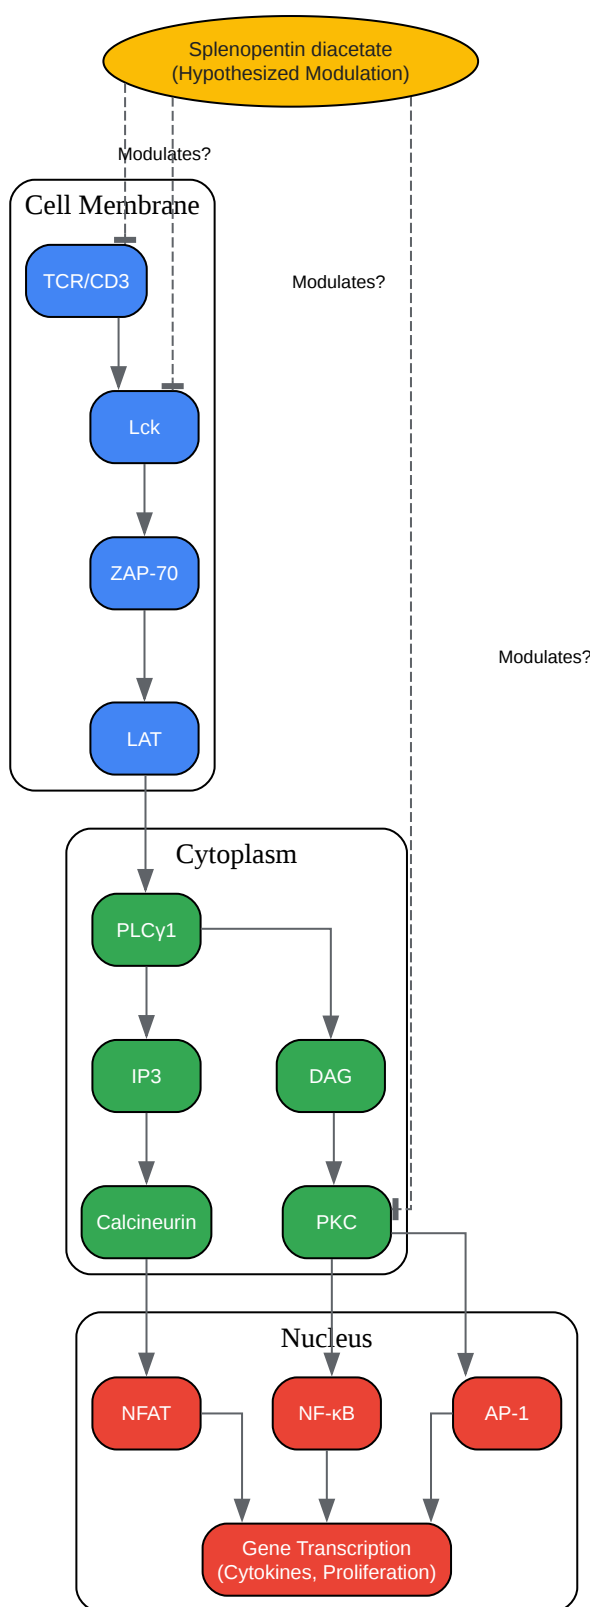 Splenopentin diacetate
(Hypothesized Modulation)
Modulates?
Cell Membrane
TCR/CD3
Modulates?
Lck
ZAP-70
Modulates?
LAT
Cytoplasm
PLCγ1
IP3
DAG
Calcineurin
PKC
Nucleus
NFAT
NF-κB
AP-1
Gene Transcription
(Cytokines, Proliferation)